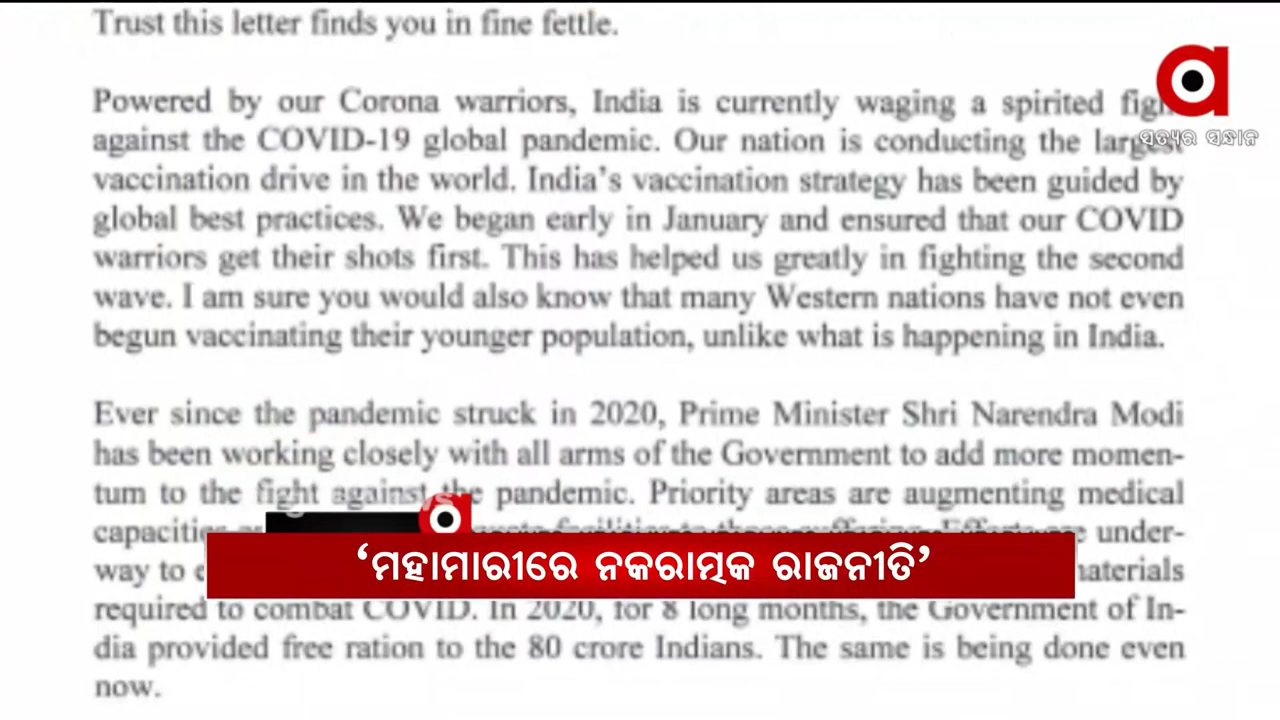 Trust this letter finds you in fine fettle.
Powered by our Corona warriors, India is currently waging a spirited
against the COVID-19 global pandemic. Our nation is conducting the largest
ସତ୍ୟର ସନ୍ଧାନ
vaccination drive in the world. India's vaccination strategy has been guided by
global best practices. We began early in January and ensured that our COVID
warriors get their shots first. This has helped us greatly in fighting the second
wave. I am sure you would also know that many Western nations have not even
begun vaccinating their younger population, unlike what is happening in India.
Ever since the pandemic struck in 2020, Prime Minister Shri Narendra Modi
has been working closely with all arms of the Government to add more momen-
tum to the fight against the pandemic. Priority areas are augmenting medical
under-
way to
‘ମହାମାରୀରେ ନକରାତ୍ମକ ରାଜନୀତି’
required to combat COVID. In 2020, for 8 long months, the Government of In-
dia provided free ration to the 80 crore Indians. The same is being done even
now.